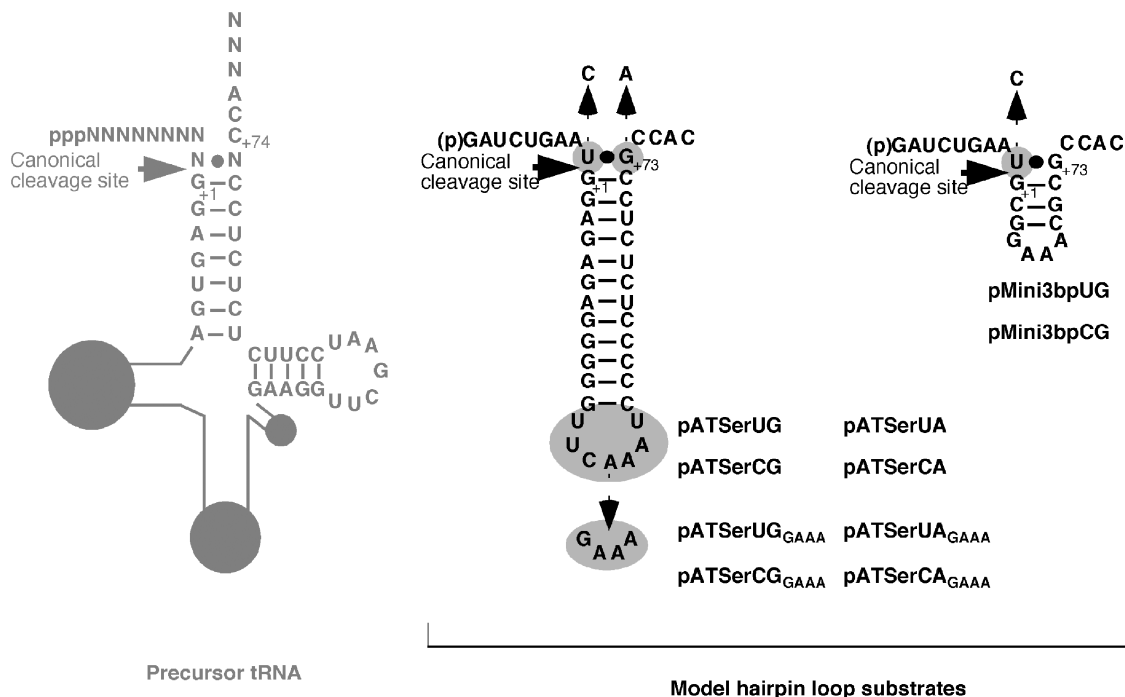 N
N
N
A
C
C
+74
pppNNNNNNNN
Canonical
cleavage site
N N
G C
+1
G C
A U
G C
U U
G C
A U
CUUCC
UAA
G
C
UU
GAAGG
Precursor tRNA
C A
(p)GAUCUGAA
CCAC
Canonical
cleavage site
U G
+73
G C
+1
G C
A U
G C
A U
G C
A U
G C
G C
G C
G C
G C
U U
U A
C A A
G A
A A
pATSerUG pATSerUA
pATSerCG pATSerCA
pATSerUGGAAA pATSerUAGAAA
pATSerCGGAAA pATSerCAGAAA
C
(p)GAUCUGAA
CCAC
Canonical
cleavage site
U G
+73
G C
+1
C G
G C
G A
A A
pMini3bpUG
pMini3bpCG
Model hairpin loop substrates